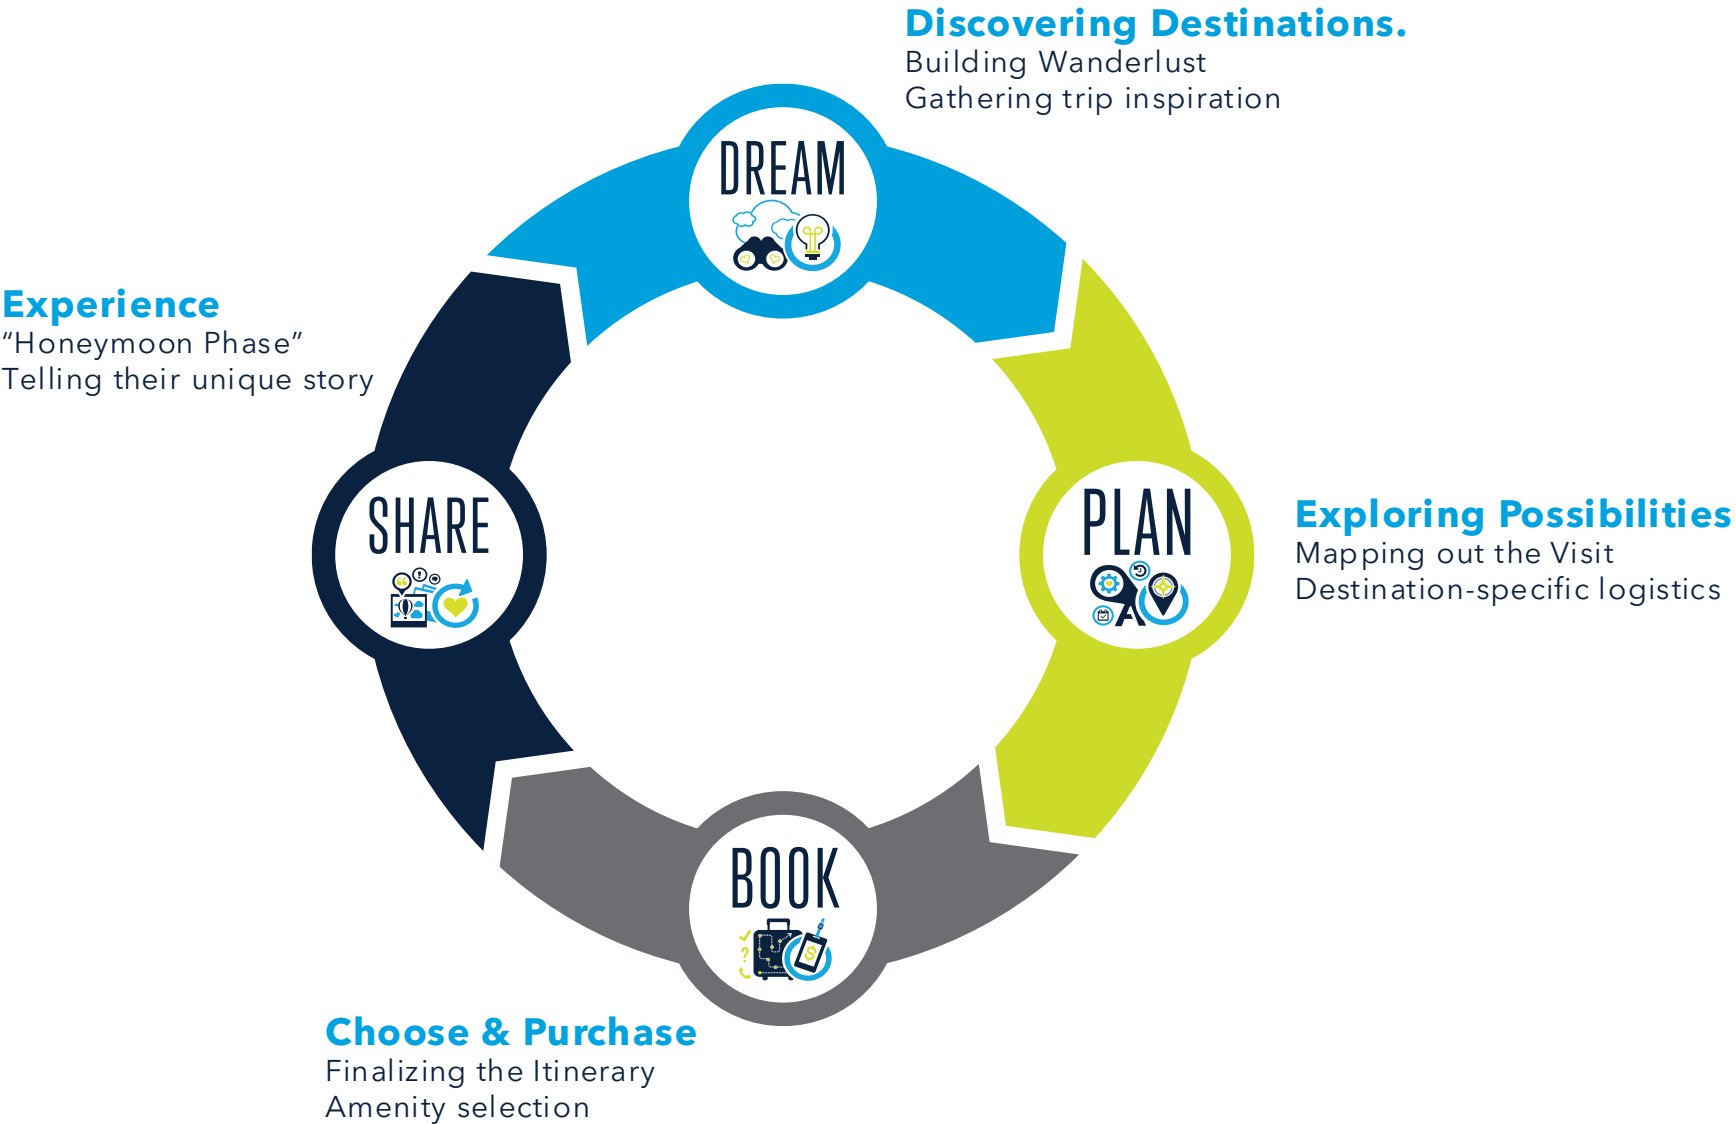 Discovering Destinations.
Building Wanderlust
Gathering trip inspiration
DREAM
Experience
“Honeymoon Phase”
Telling their unique story
SHARE
PLAN
Exploring Possibilities
Mapping out the Visit
Destination-specific logistics
BOOK
Choose & Purchase
Finalizing the Itinerary
Amenity selection